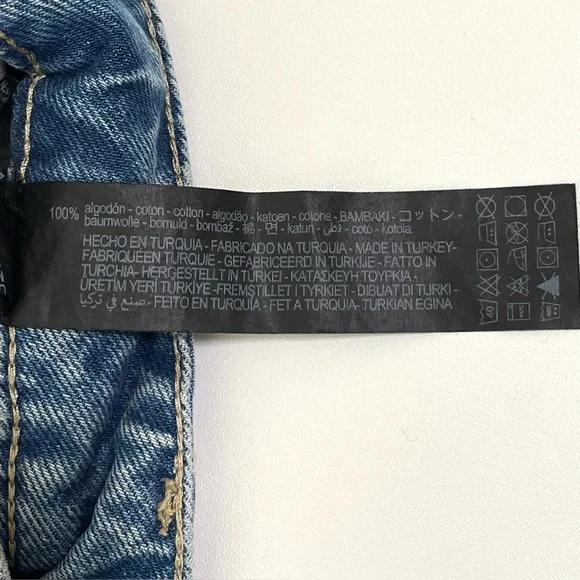 100% algodón - coton - cotton - algodão - katoen - cotone - BAMBAKI - コットン -
baumwolle - bomuld - bombaž - 棉 - 면 - katun - قطن - cotó - kotoia
HECHO EN TURQUIA - FABRICADO NA TURQUIA - MADE IN TURKEY-
FABRIQUÉEN TURQUIE - GEFABRICEERD IN TURKIJE - FATTO IN
TURCHIA- HERGESTELLT IN TURKEI - ΚΑΤΑΣΚΕΥΗ ΤΟΥΡΚΙΑ -
ÜRETİM YERİ TÜRKİYE -FREMSTILLET I TYRKIET - DIBUAT DI TURKI -
صنع في تركيا - FEITO EN TURQUÍA - FET A TURQUIA- TURKIAN EGINA